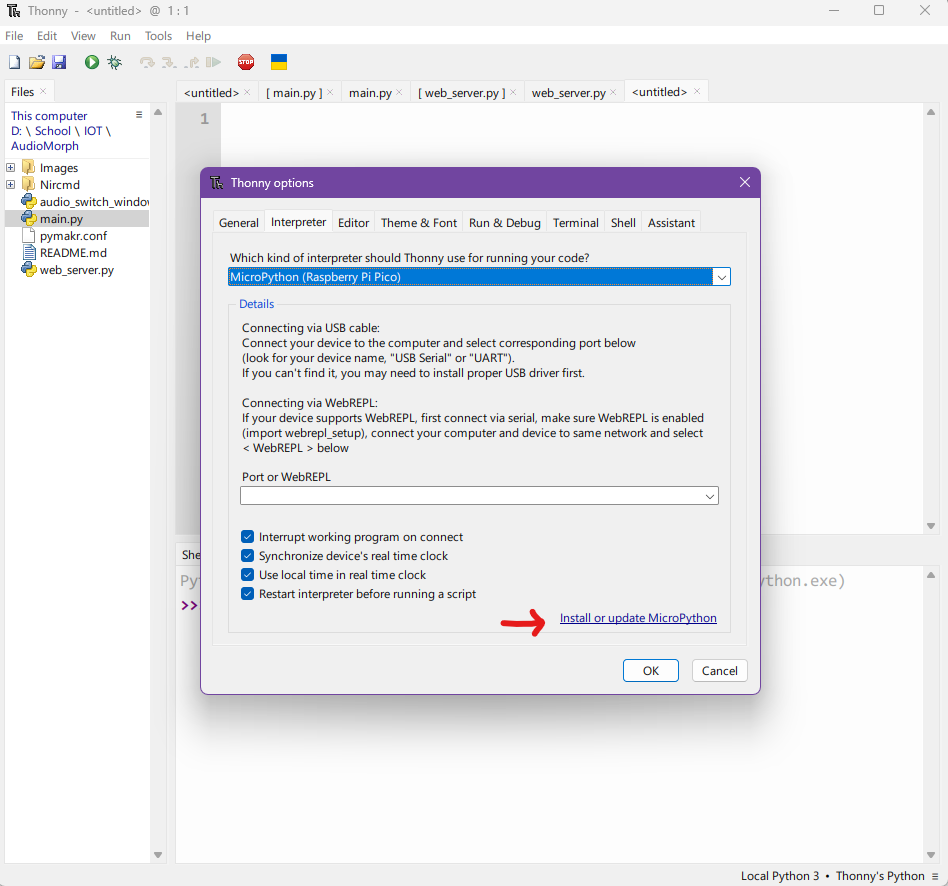 Thonny - <untitled> @ 1 : 1
File Edit View Run Tools Help
STOP
Files
<untitled> [ main.py ] main.py [ web_server.py ] web_server.py <untitled>
This computer
D: \ School \ IOT \
AudioMorph
Images
Nircmd
audio_switch_window
main.py
pymakr.conf
README.md
web_server.py
1
Thonny options
General Interpreter Editor Theme & Font Run & Debug Terminal Shell Assistant
Which kind of interpreter should Thonny use for running your code?
MicroPython (Raspberry Pi Pico)
Details
Connecting via USB cable:
Connect your device to the computer and select corresponding port below
(look for your device name, "USB Serial" or "UART").
If you can't find it, you may need to install proper USB driver first.
Connecting via WebREPL:
If your device supports WebREPL, first connect via serial, make sure WebREPL is enabled
(import webrepl_setup), connect your computer and device to same network and select
< WebREPL > below
Port or WebREPL
Interrupt working program on connect
Synchronize device's real time clock
Use local time in real time clock
Restart interpreter before running a script
Install or update MicroPython
OK Cancel
She
Py ython.exe)
>>
Local Python 3 • Thonny's Python ≡